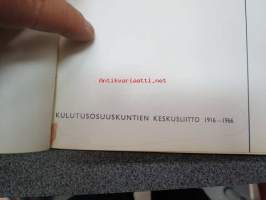 Antikvariaatti.net
KULUTUSOSUUSKUNTIEN KESKUSLIITTO 1916–1966